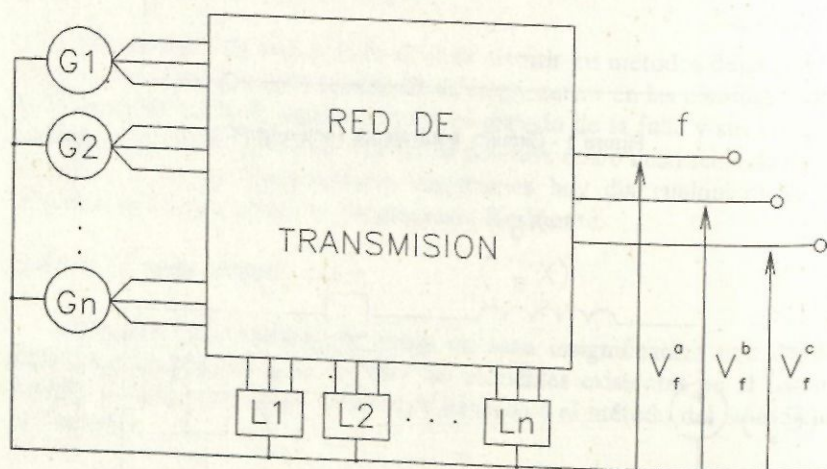 G1
RED DE
f
G2
TRANSMISION
Gn
V_f^a V_f^b V_f^c
L1 L2 . . . . Ln